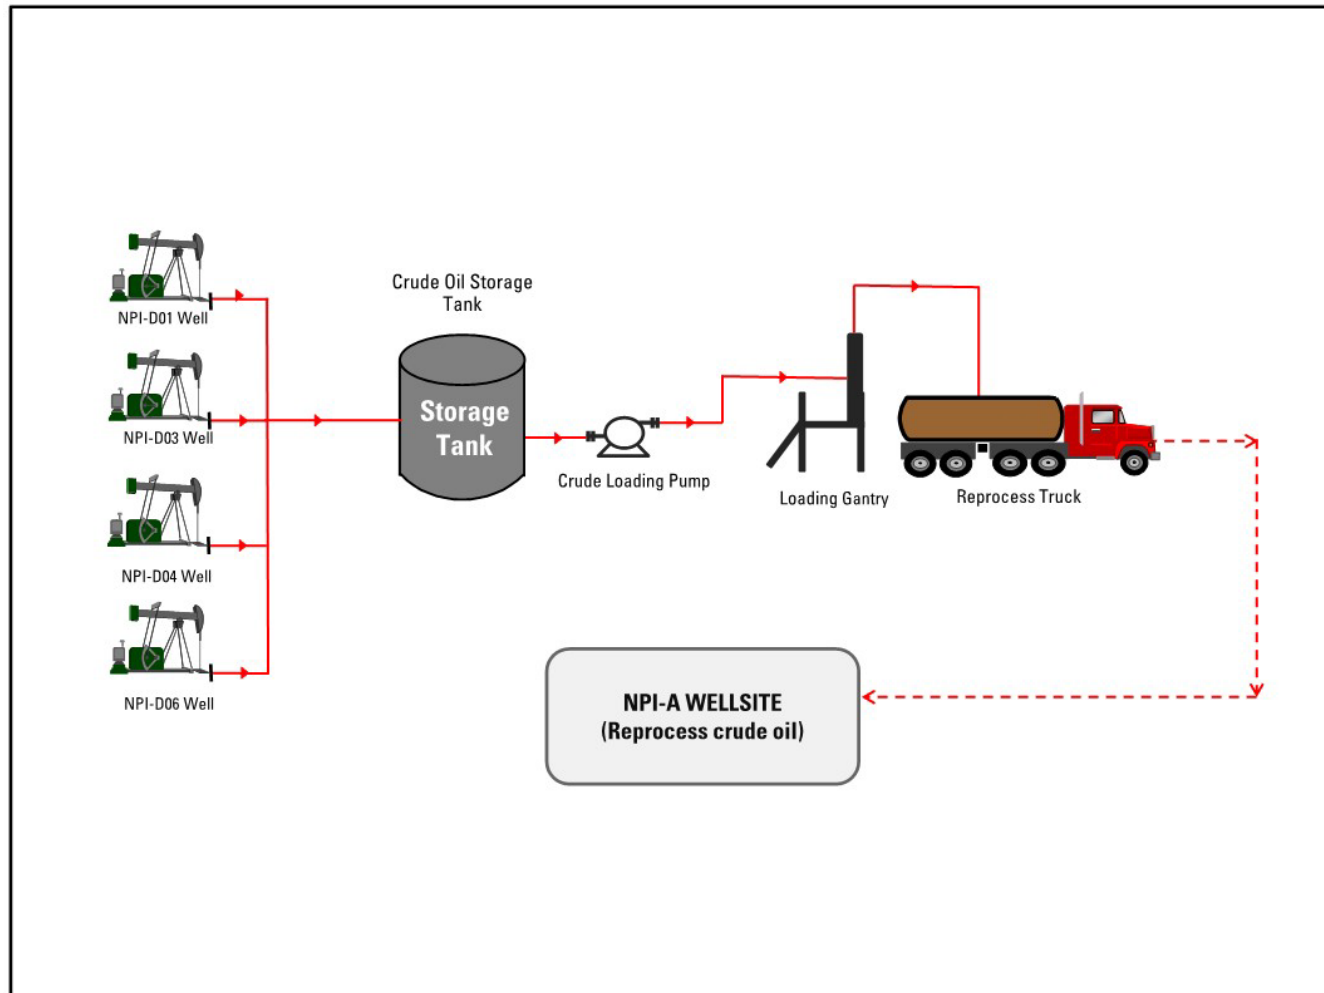 NPI-D01 Well
NPI-D03 Well
NPI-D04 Well
NPI-D06 Well
Crude Oil Storage
Tank
Storage
Tank
Crude Loading Pump
Loading Gantry
Reprocess Truck
NPI-A WELLSITE
(Reprocess crude oil)